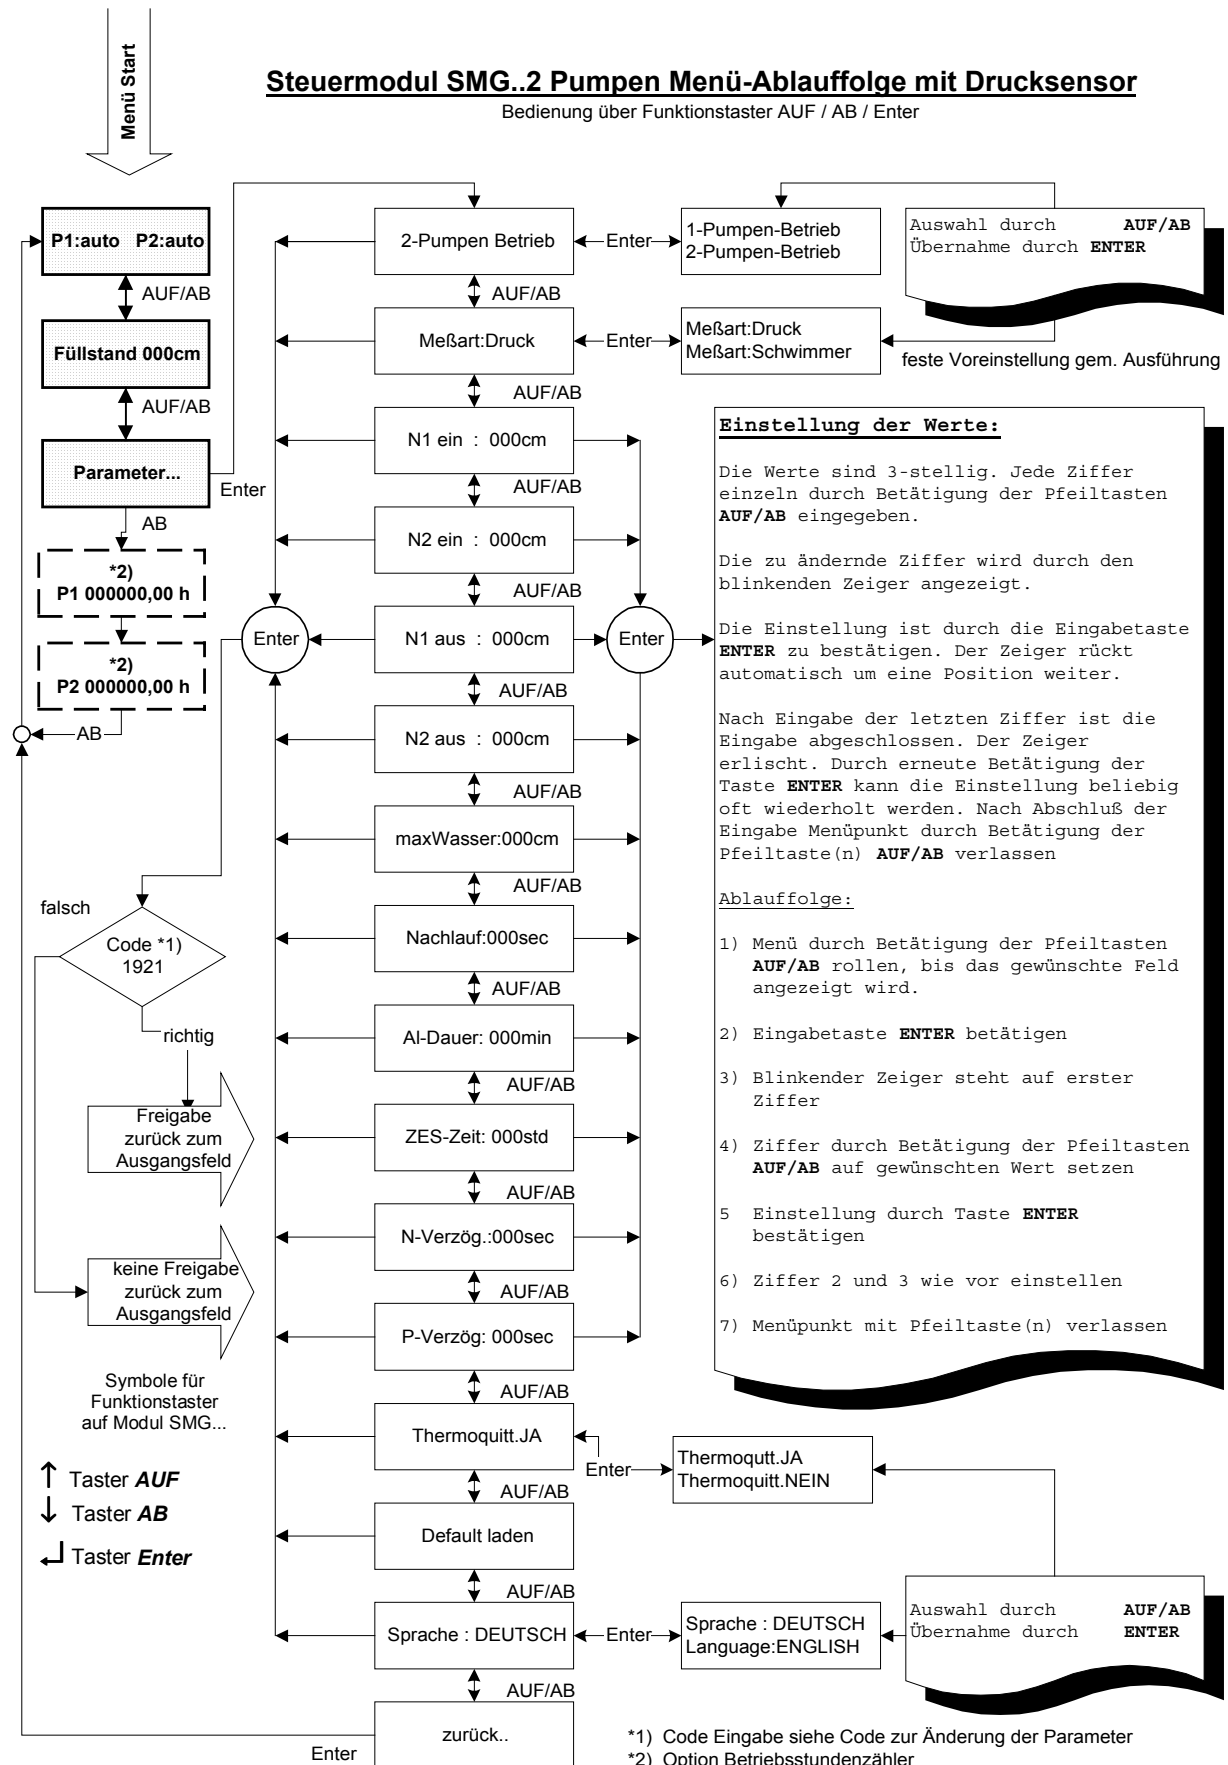 Menü Start
Steuermodul SMG..2 Pumpen Menü-Ablauffolge mit Drucksensor
Bedienung über Funktionstaster AUF / AB / Enter
P1:auto P2:auto
AUF/AB
Füllstand 000cm
AUF/AB
Parameter...
Enter
AB
*2)
P1 000000,00 h
*2)
P2 000000,00 h
AB
2-Pumpen Betrieb
Enter
1-Pumpen-Betrieb
2-Pumpen-Betrieb
Auswahl durch AUF/AB
Übernahme durch ENTER
AUF/AB
Meßart:Druck
Enter
Meßart:Druck
Meßart:Schwimmer
feste Voreinstellung gem. Ausführung
AUF/AB
N1 ein : 000cm
AUF/AB
N2 ein : 000cm
AUF/AB
Enter
N1 aus : 000cm
Enter
AUF/AB
N2 aus : 000cm
AUF/AB
maxWasser:000cm
AUF/AB
Nachlauf:000sec
AUF/AB
Al-Dauer: 000min
AUF/AB
ZES-Zeit: 000std
AUF/AB
N-Verzög.:000sec
AUF/AB
P-Verzög: 000sec
AUF/AB
Thermoquitt.JA
Enter
Thermoqutt.JA
Thermoquitt.NEIN
AUF/AB
Default laden
AUF/AB
Sprache : DEUTSCH
Enter
Sprache : DEUTSCH
Language:ENGLISH
Auswahl durch AUF/AB
Übernahme durch ENTER
AUF/AB
zurück..
Enter
Einstellung der Werte:
Die Werte sind 3-stellig. Jede Ziffer
einzeln durch Betätigung der Pfeiltasten
AUF/AB eingegeben.
Die zu ändernde Ziffer wird durch den
blinkenden Zeiger angezeigt.
Die Einstellung ist durch die Eingabetaste
ENTER zu bestätigen. Der Zeiger rückt
automatisch um eine Position weiter.
Nach Eingabe der letzten Ziffer ist die
Eingabe abgeschlossen. Der Zeiger
erlischt. Durch erneute Betätigung der
Taste ENTER kann die Einstellung beliebig
oft wiederholt werden. Nach Abschluß der
Eingabe Menüpunkt durch Betätigung der
Pfeiltaste(n) AUF/AB verlassen
Ablauffolge:
1) Menü durch Betätigung der Pfeiltasten
AUF/AB rollen, bis das gewünschte Feld
angezeigt wird.
2) Eingabetaste ENTER betätigen
3) Blinkender Zeiger steht auf erster
Ziffer
4) Ziffer durch Betätigung der Pfeiltasten
AUF/AB auf gewünschten Wert setzen
5 Einstellung durch Taste ENTER
bestätigen
6) Ziffer 2 und 3 wie vor einstellen
7) Menüpunkt mit Pfeiltaste(n) verlassen
falsch
Code *1)
1921
richtig
Freigabe
zurück zum
Ausgangsfeld
keine Freigabe
zurück zum
Ausgangsfeld
Symbole für
Funktionstaster
auf Modul SMG...
↑ Taster AUF
↓ Taster AB
↵ Taster Enter
*1) Code Eingabe siehe Code zur Änderung der Parameter
*2) Option Betriebsstundenzähler